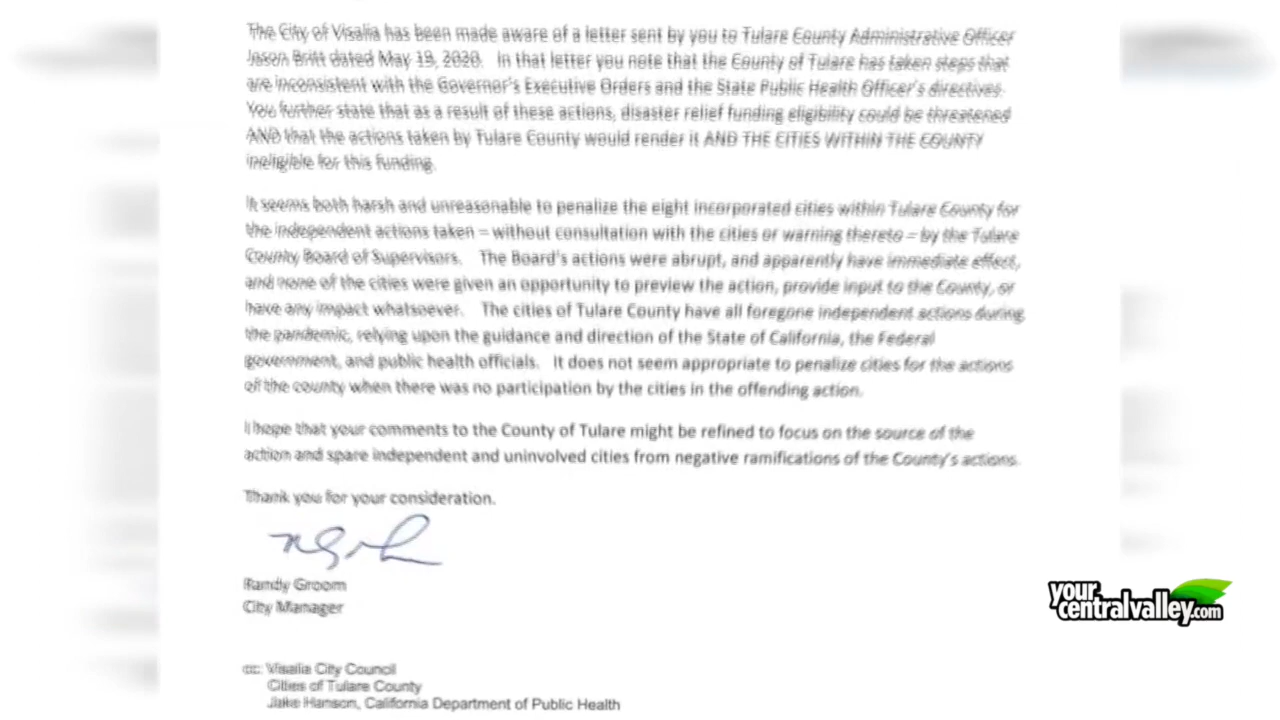 The City of Visalia has been made aware of a letter sent by you to Tulare County Administrative Officer
Jason Britt dated May 19, 2020. In that letter you note that the County of Tulare has taken steps that
are inconsistent with the Governor's Executive Orders and the State Public Health Officer's directives.
You further state that as a result of these actions, disaster relief funding eligibility could be threatened
AND that the actions taken by Tulare County would render it AND THE CITIES WITHIN THE COUNTY
ineligible for this funding.
It seems both harsh and unreasonable to penalize the eight incorporated cities within Tulare County for
the independent actions taken – without consultation with the cities or warning thereto – by the Tulare
County Board of Supervisors. The Board's actions were abrupt, and apparently have immediate effect,
and none of the cities were given an opportunity to preview the action, provide input to the County, or
have any impact whatsoever. The cities of Tulare County have all foregone independent actions during
the pandemic, relying upon the guidance and direction of the State of California, the Federal
government, and public health officials. It does not seem appropriate to penalize cities for the actions
of the county when there was no participation by the cities in the offending action.
I hope that your comments to the County of Tulare might be refined to focus on the source of the
action and spare independent and uninvolved cities from negative ramifications of the County's actions.
Thank you for your consideration.
Randy Groom
City Manager
cc: Visalia City Council
Cities of Tulare County
Jake Hanson, California Department of Public Health
your
centralvalley.com